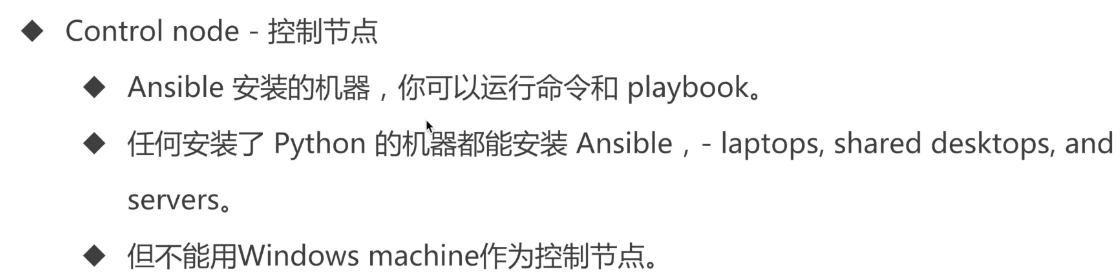 ◆ Control node - 控制节点
◆ Ansible 安装的机器，你可以运行命令和 playbook。
◆ 任何安装了 Python 的机器都能安装 Ansible，- laptops, shared desktops, and
servers。
◆ 但不能用Windows machine作为控制节点。